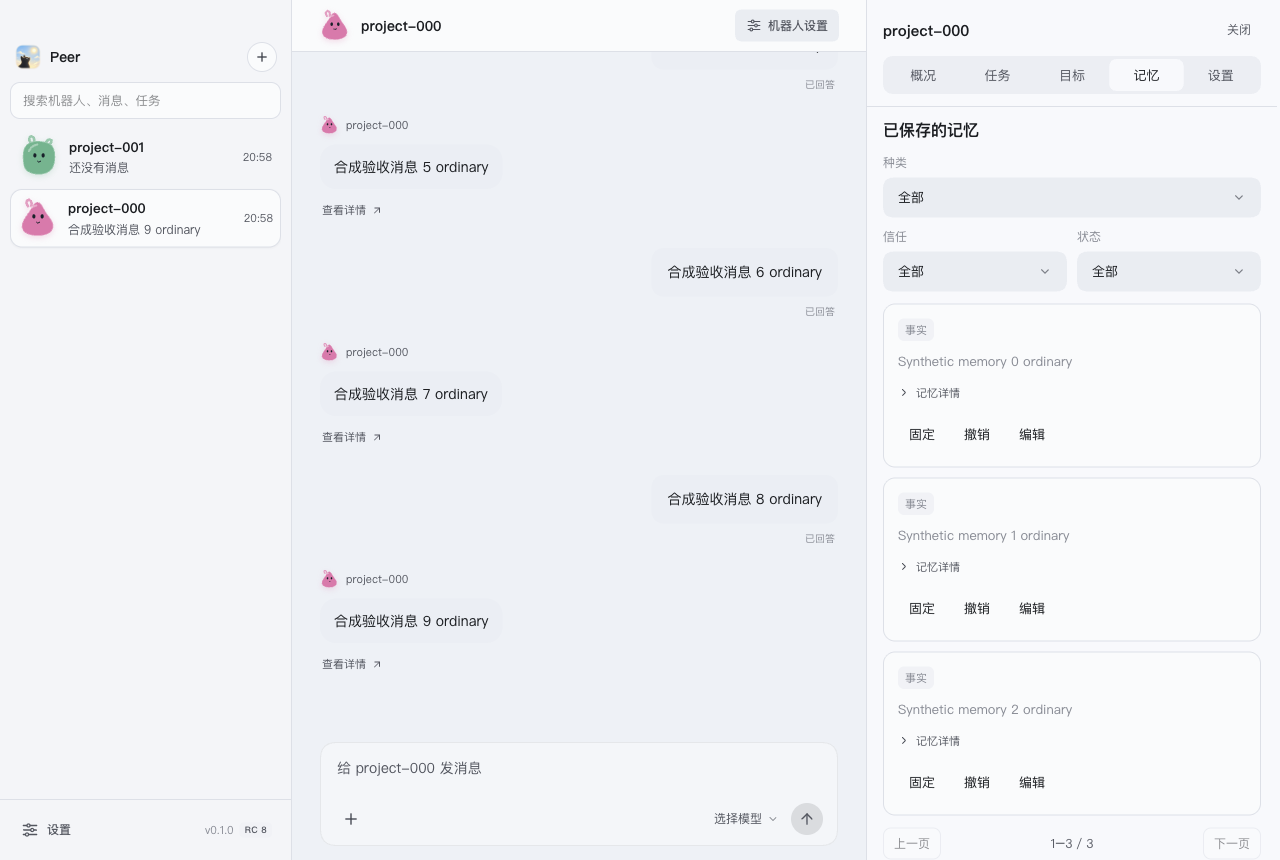 Peer
搜索机器人、消息、任务
project-001
还没有消息
20:58
project-000
合成验收消息 9 ordinary
20:58
设置
v0.1.0
RC 8
project-000
机器人设置
已回答
project-000
合成验收消息 5 ordinary
查看详情
合成验收消息 6 ordinary
已回答
project-000
合成验收消息 7 ordinary
查看详情
合成验收消息 8 ordinary
已回答
project-000
合成验收消息 9 ordinary
查看详情
给 project-000 发消息
选择模型
project-000
关闭
概况
任务
目标
记忆
设置
已保存的记忆
种类
全部
信任
状态
全部
全部
事实
Synthetic memory 0 ordinary
记忆详情
固定
撤销
编辑
事实
Synthetic memory 1 ordinary
记忆详情
固定
撤销
编辑
事实
Synthetic memory 2 ordinary
记忆详情
固定
撤销
编辑
上一页
1–3 / 3
下一页